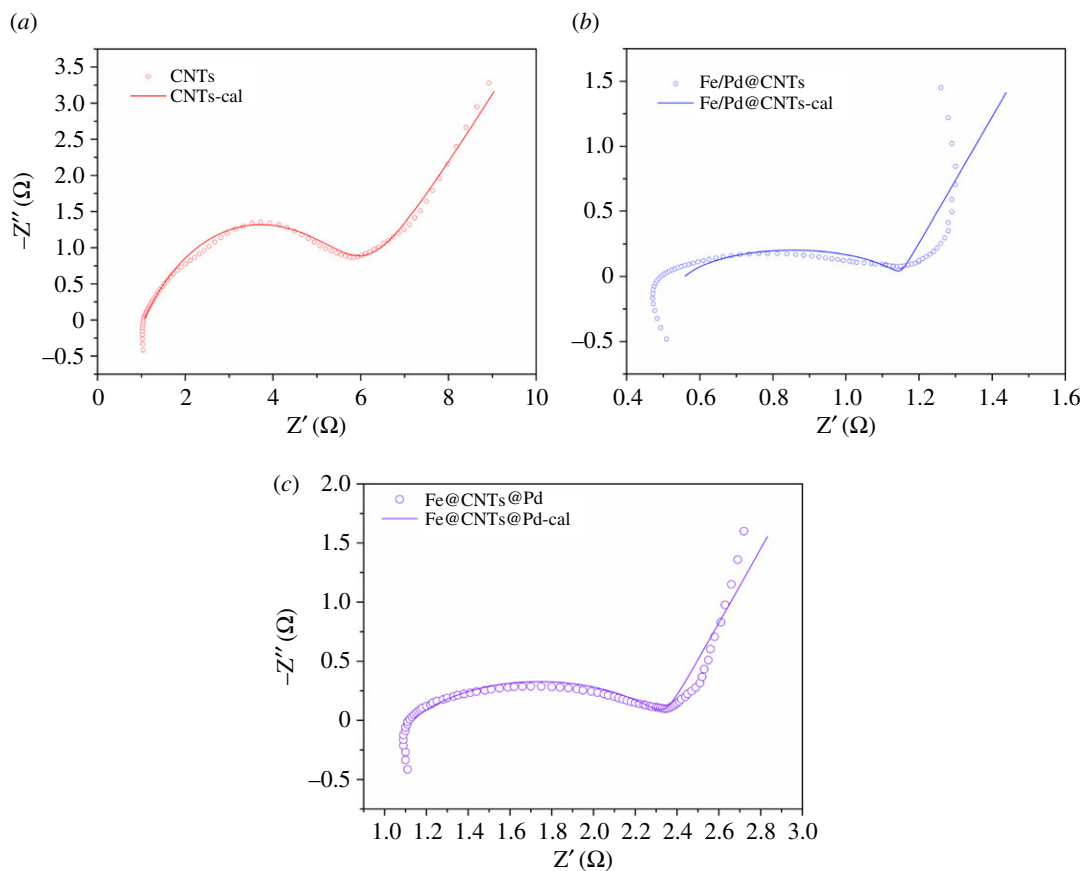 (a)
3.5
3.0
2.5
2.0
1.5
1.0
0.5
0
–0.5
–Z″ (Ω)
CNTs
CNTs-cal
0 2 4 6 8 10
Z′ (Ω)
(b)
1.5
1.0
0.5
0
–0.5
Fe/Pd@CNTs
Fe/Pd@CNTs-cal
0.4 0.6 0.8 1.0 1.2 1.4 1.6
Z′ (Ω)
(c)
2.0
1.5
1.0
0.5
0
–0.5
–Z″ (Ω)
Fe@CNTs@Pd
Fe@CNTs@Pd-cal
1.0 1.2 1.4 1.6 1.8 2.0 2.2 2.4 2.6 2.8 3.0
Z′ (Ω)